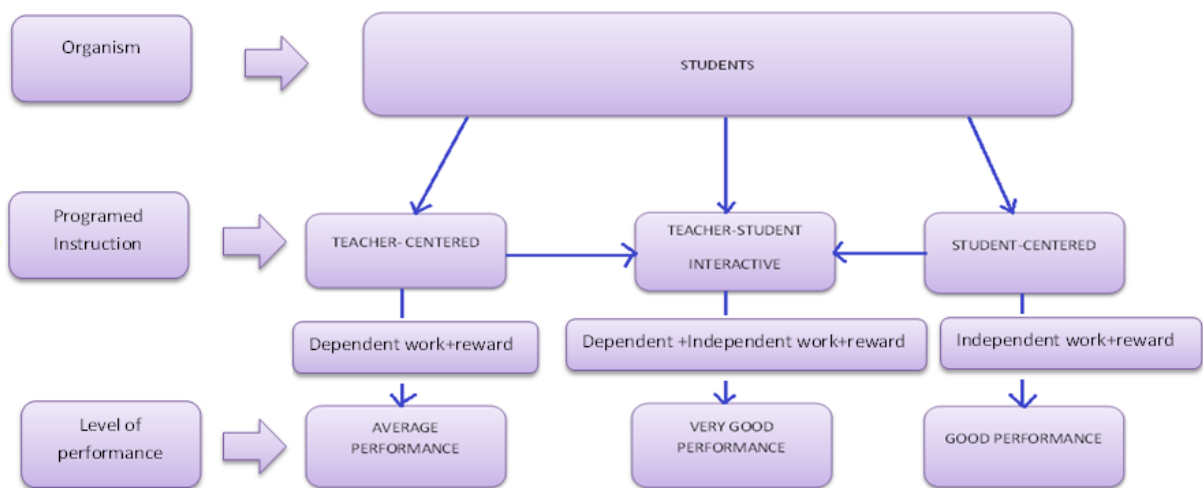 Organism
STUDENTS
Programed
Instruction
TEACHER- CENTERED
TEACHER-STUDENT
INTERACTIVE
STUDENT-CENTERED
Dependent work+reward
Dependent +Independent work+reward
Independent work+reward
Level of
performance
AVERAGE
PERFORMANCE
VERY GOOD
PERFORMANCE
GOOD PERFORMANCE